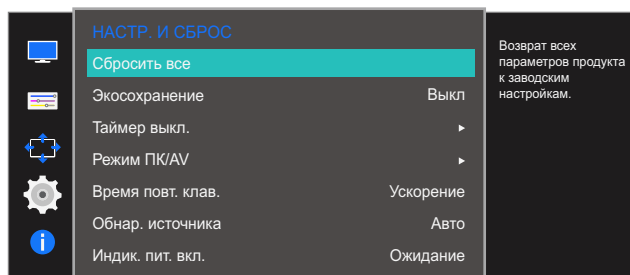 НАСТР. И СБРОС
Сбросить все
Экосохранение Выкл
Таймер выкл.
Режим ПК/AV
Время повт. клав. Ускорение
Обнар. источника Авто
Индик. пит. вкл. Ожидание
Возврат всех
параметров продукта
к заводским
настройкам.